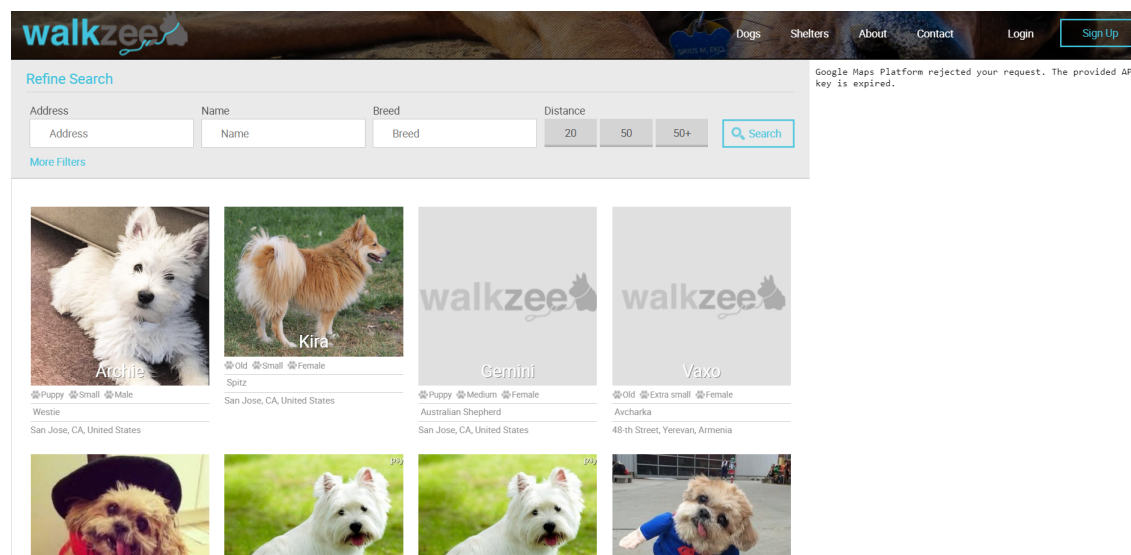 walkzee
Dogs Shelters About Contact Login Sign Up
Refine Search
Google Maps Platform rejected your request. The provided AP
key is expired.
Address Name Breed Distance
Address Name Breed 20 50 50+ Search
More Filters
Archie
Puppy Small Male
Westie
San Jose, CA, United States
Kira
Old Small Female
Spitz
San Jose, CA, United States
walkzee
Gemini
Puppy Medium Female
Australian Shepherd
San Jose, CA, United States
walkzee
Vaxo
Old Extra small Female
Avcharka
48-th Street, Yerevan, Armenia